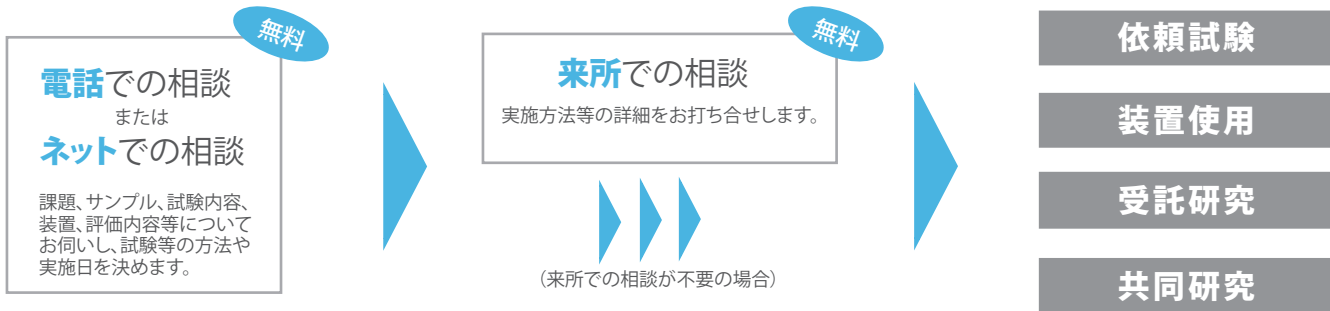 無料
電話での相談
または
ネットでの相談
課題、サンプル、試験内容、
装置、評価内容等について
お伺いし、試験等の方法や
実施日を決めます。
無料
来所での相談
実施方法等の詳細をお打ち合せします。
（来所での相談が不要の場合）
依頼試験
装置使用
受託研究
共同研究